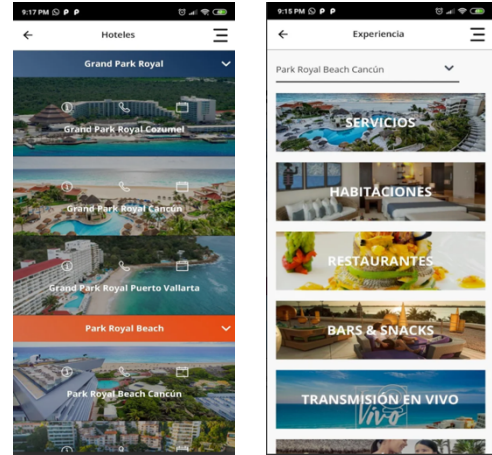 9:17 PM
Hoteles
Grand Park Royal
Grand Park Royal Cozumel
Grand Park Royal Cancún
Grand Park Royal Puerto Vallarta
Park Royal Beach
Park Royal Beach Cancún
9:15 PM
Experiencia
Park Royal Beach Cancún
SERVICIOS
HABITACIONES
RESTAURANTES
BARS & SNACKS
TRANSMISIÓN EN VIVO
Vivo